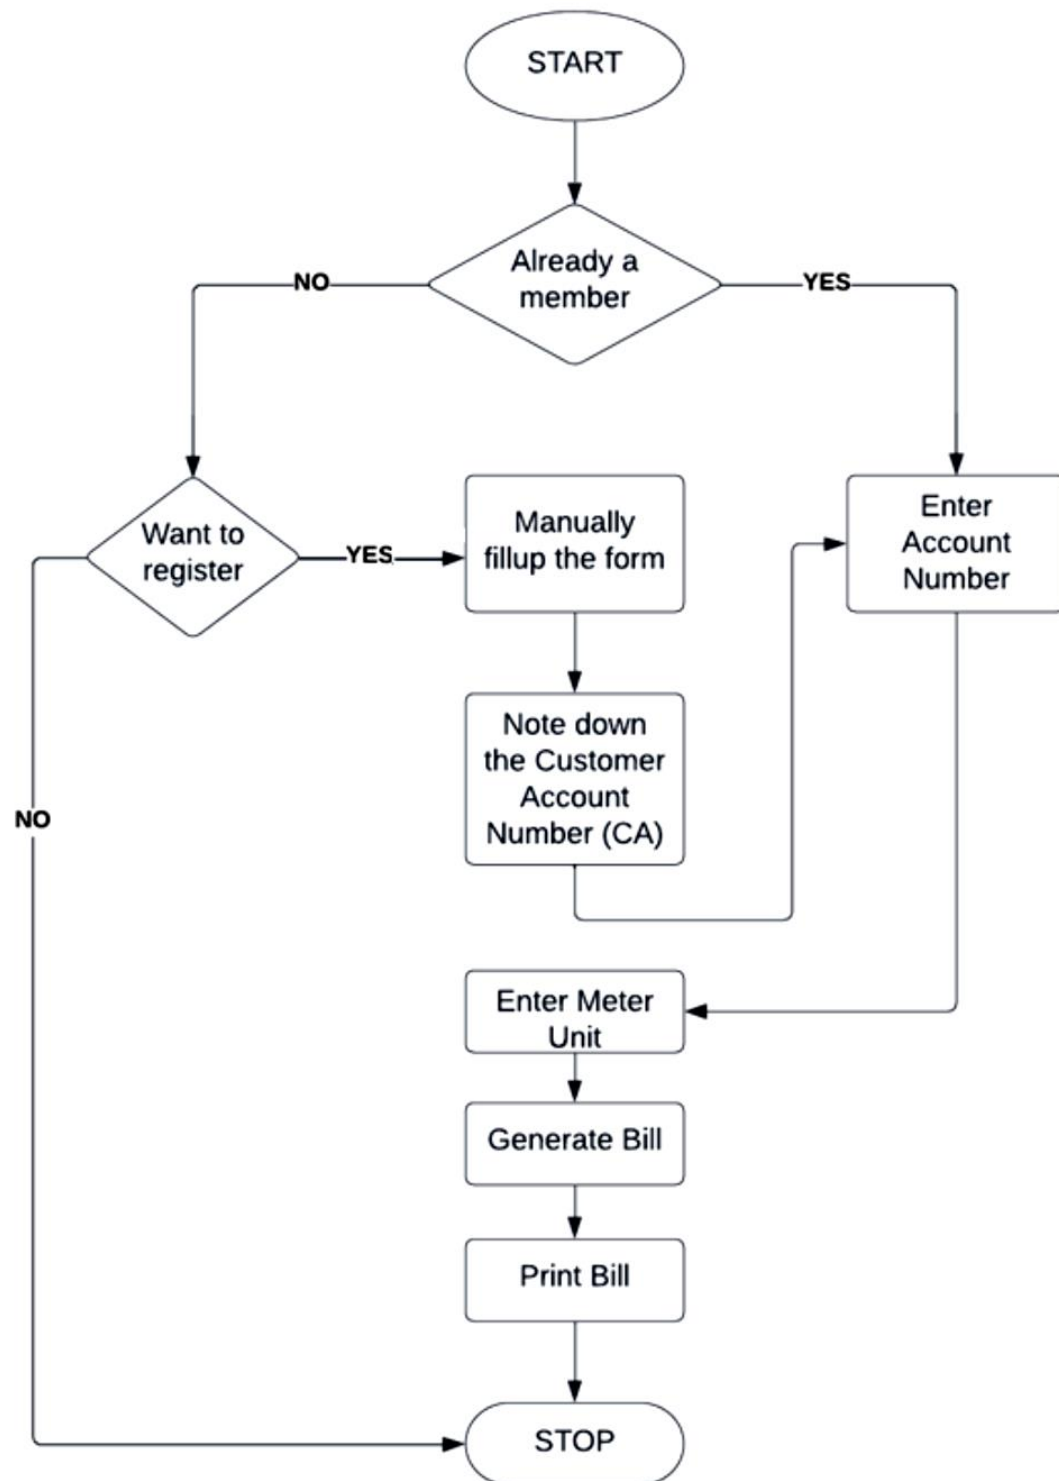 START
Already a
member
NO
YES
Want to
register
YES
Manually
fillup the form
Enter
Account
Number
Note down
the Customer
Account
Number (CA)
NO
Enter Meter
Unit
Generate Bill
Print Bill
STOP